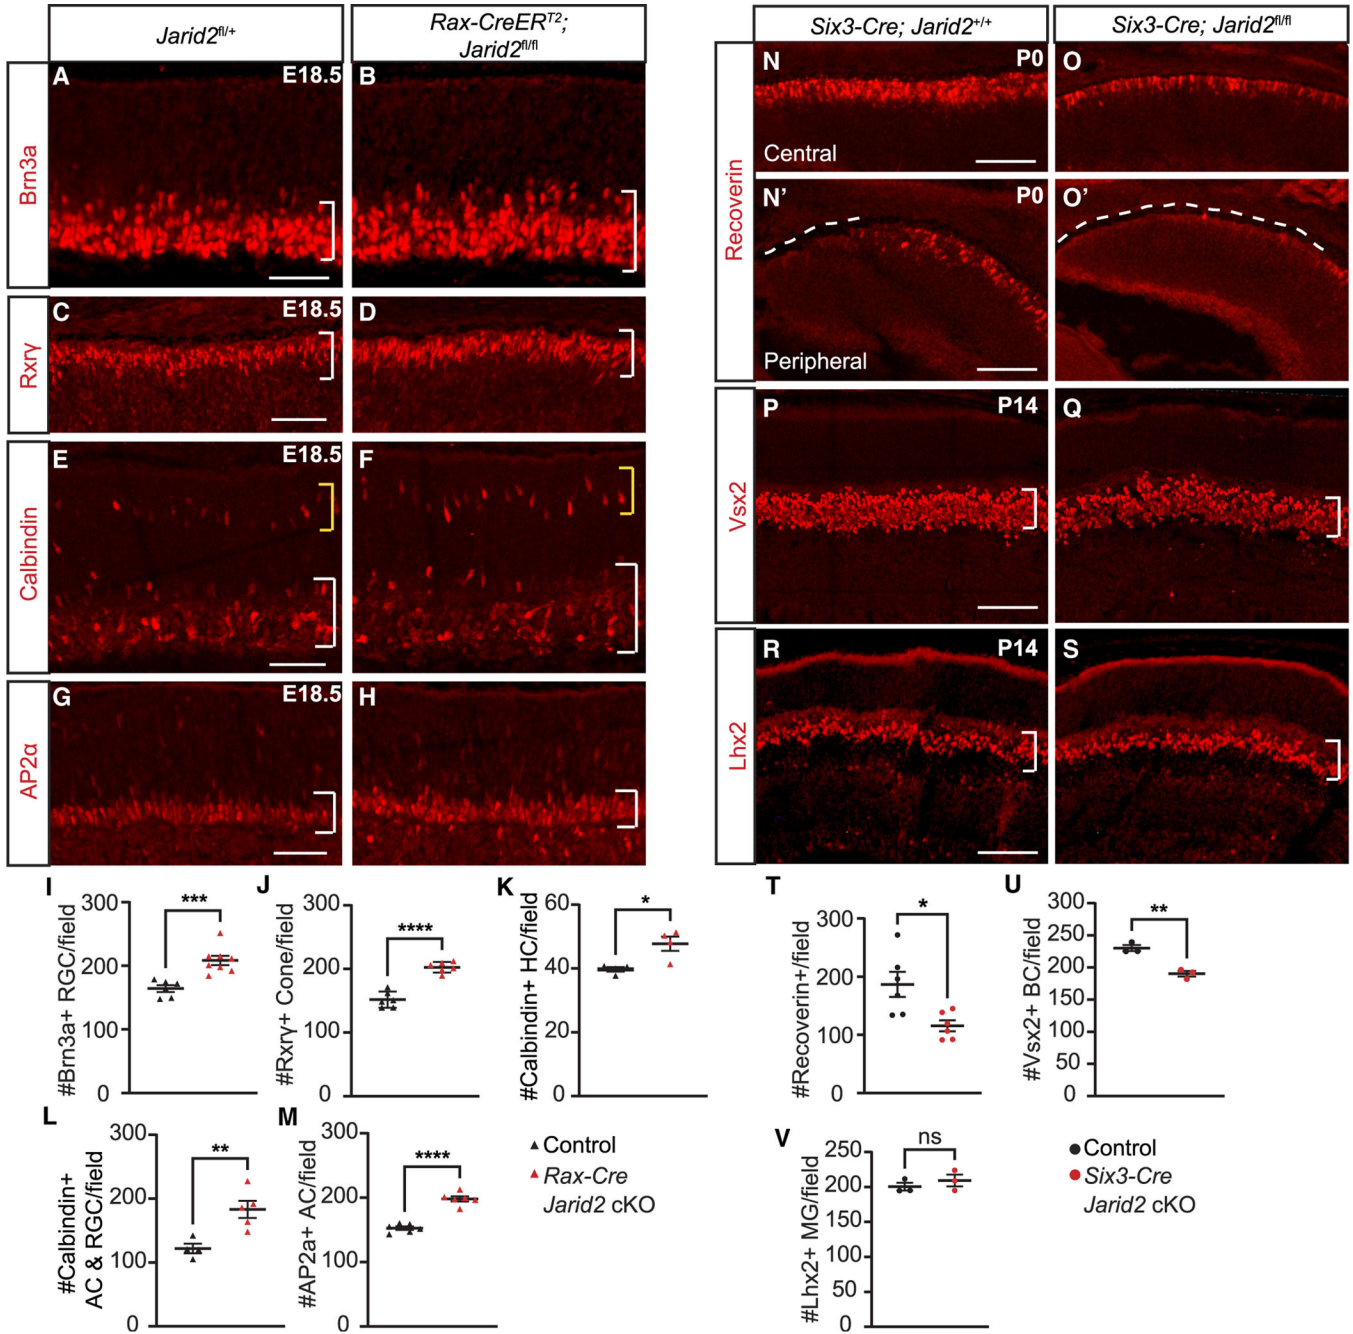 Jarid2fl/+
Rax-CreERT2;
Jarid2fl/fl
Brn3a
A
E18.5
B
Rxrγ
C
E18.5
D
Calbindin
E
E18.5
F
AP2α
G
E18.5
H
Six3-Cre; Jarid2+/+
Six3-Cre; Jarid2fl/fl
Recoverin
N
P0
Central
O
N'
P0
Peripheral
O'
Vsx2
P
P14
Q
Lhx2
R
P14
S
I
#Brn3a+ RGC/field
300
200
100
0
***
J
#Rxrγ+ Cone/field
300
200
100
0
****
K
#Calbindin+ HC/field
60
40
20
0
*
L
#Calbindin+
AC & RGC/field
300
200
100
0
**
M
#AP2a+ AC/field
300
200
100
0
****
Control
Rax-Cre
Jarid2 cKO
T
#Recoverin+/field
300
200
100
0
*
U
#Vsx2+ BC/field
300
250
200
150
100
50
0
**
V
#Lhx2+ MG/field
250
200
150
100
50
0
ns
Control
Six3-Cre
Jarid2 cKO